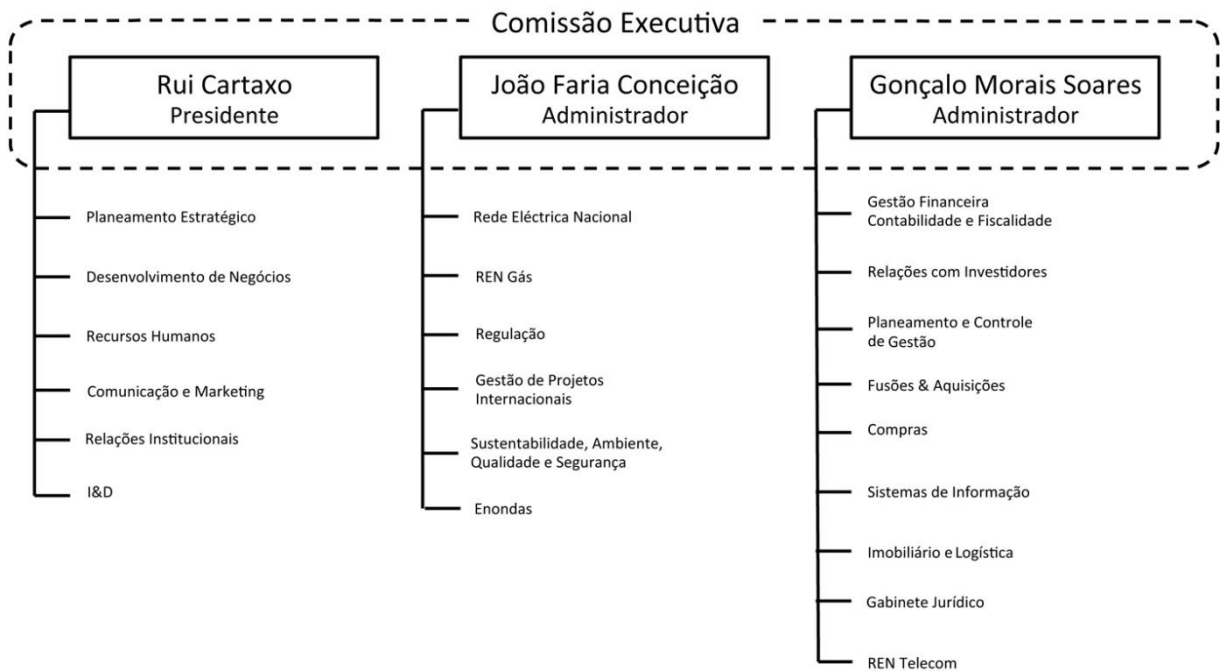 Comissão Executiva
Rui Cartaxo
Presidente
Planeamento Estratégico
Desenvolvimento de Negócios
Recursos Humanos
Comunicação e Marketing
Relações Institucionais
I&D
João Faria Conceição
Administrador
Rede Eléctrica Nacional
REN Gás
Regulação
Gestão de Projetos
Internacionais
Sustentabilidade, Ambiente,
Qualidade e Segurança
Enondas
Gonçalo Morais Soares
Administrador
Gestão Financeira
Contabilidade e Fiscalidade
Relações com Investidores
Planeamento e Controle
de Gestão
Fusões & Aquisições
Compras
Sistemas de Informação
Imobiliário e Logística
Gabinete Jurídico
REN Telecom